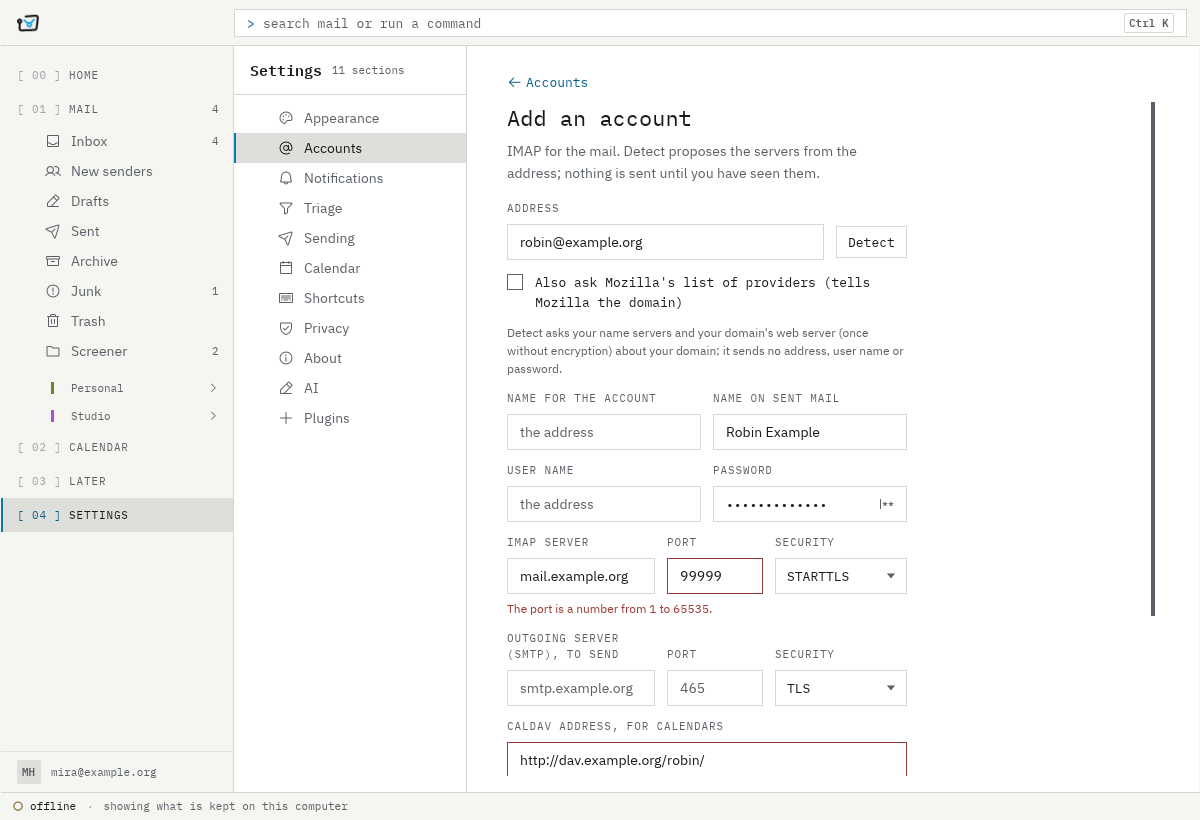 > search mail or run a command
Ctrl K
[ 00 ] HOME
[ 01 ] MAIL 4
Inbox 4
New senders
Drafts
Sent
Archive
Junk 1
Trash
Screener 2
Personal
Studio
[ 02 ] CALENDAR
[ 03 ] LATER
[ 04 ] SETTINGS
MH mira@example.org
Settings 11 sections
Appearance
Accounts
Notifications
Triage
Sending
Calendar
Shortcuts
Privacy
About
AI
Plugins
← Accounts
Add an account
IMAP for the mail. Detect proposes the servers from the
address; nothing is sent until you have seen them.
ADDRESS
robin@example.org
Detect
Also ask Mozilla's list of providers (tells
Mozilla the domain)
Detect asks your name servers and your domain's web server (once
without encryption) about your domain; it sends no address, user name or
password.
NAME FOR THE ACCOUNT NAME ON SENT MAIL
the address Robin Example
USER NAME PASSWORD
the address ••••••••••••• |**
IMAP SERVER PORT SECURITY
mail.example.org 99999 STARTTLS
The port is a number from 1 to 65535.
OUTGOING SERVER
(SMTP), TO SEND PORT SECURITY
smtp.example.org 465 TLS
CALDAV ADDRESS, FOR CALENDARS
http://dav.example.org/robin/
offline · showing what is kept on this computer